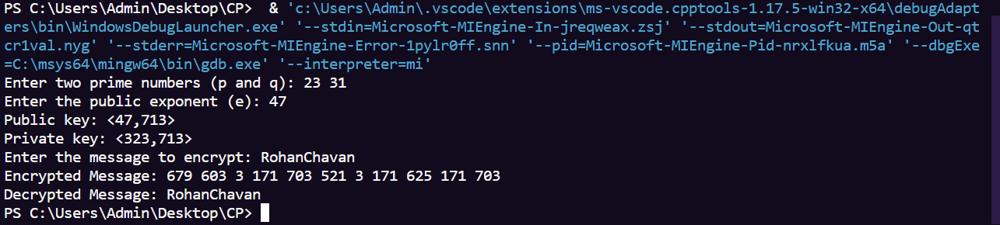 PS C:\Users\Admin\Desktop\CP>  & 'c:\Users\Admin\.vscode\extensions\ms-vscode.cpptools-1.17.5-win32-x64\debugAdapt
ers\bin\WindowsDebugLauncher.exe' '--stdin=Microsoft-MIEngine-In-jreqweax.zsj' '--stdout=Microsoft-MIEngine-Out-qt
cr1val.nyg' '--stderr=Microsoft-MIEngine-Error-1pylr0ff.snn' '--pid=Microsoft-MIEngine-Pid-nrxlfkua.m5a' '--dbgExe
=C:\msys64\mingw64\bin\gdb.exe' '--interpreter=mi'
Enter two prime numbers (p and q): 23 31
Enter the public exponent (e): 47
Public key: <47,713>
Private key: <323,713>
Enter the message to encrypt: RohanChavan
Encrypted Message: 679 603 3 171 703 521 3 171 625 171 703
Decrypted Message: RohanChavan
PS C:\Users\Admin\Desktop\CP>